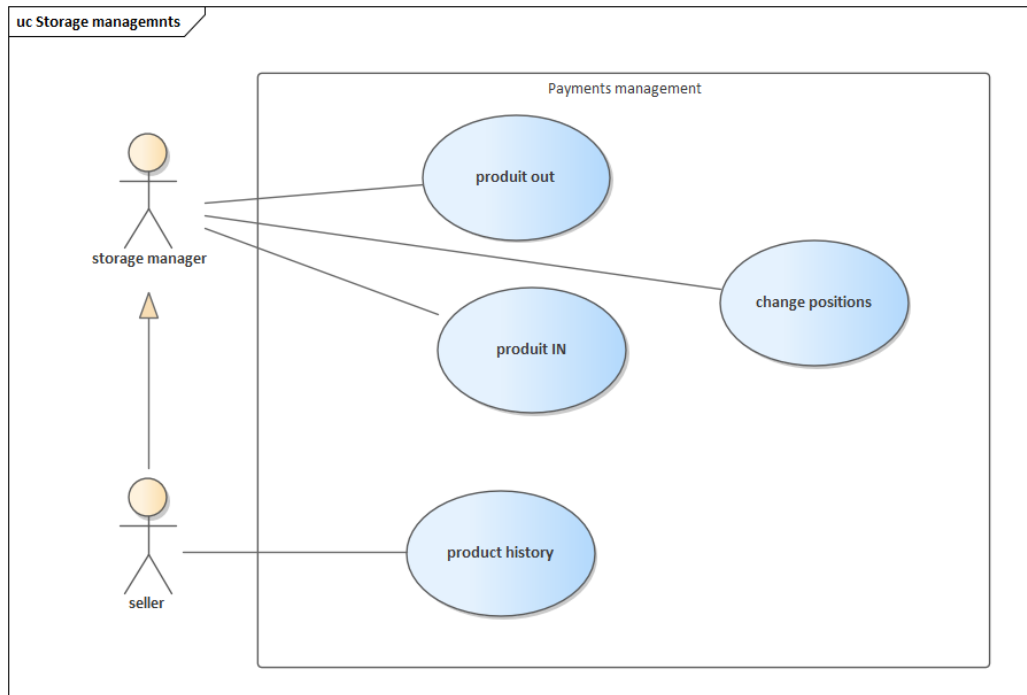 uc Storage managemnts
Payments management
produit out
storage manager
change positions
produit IN
product history
seller